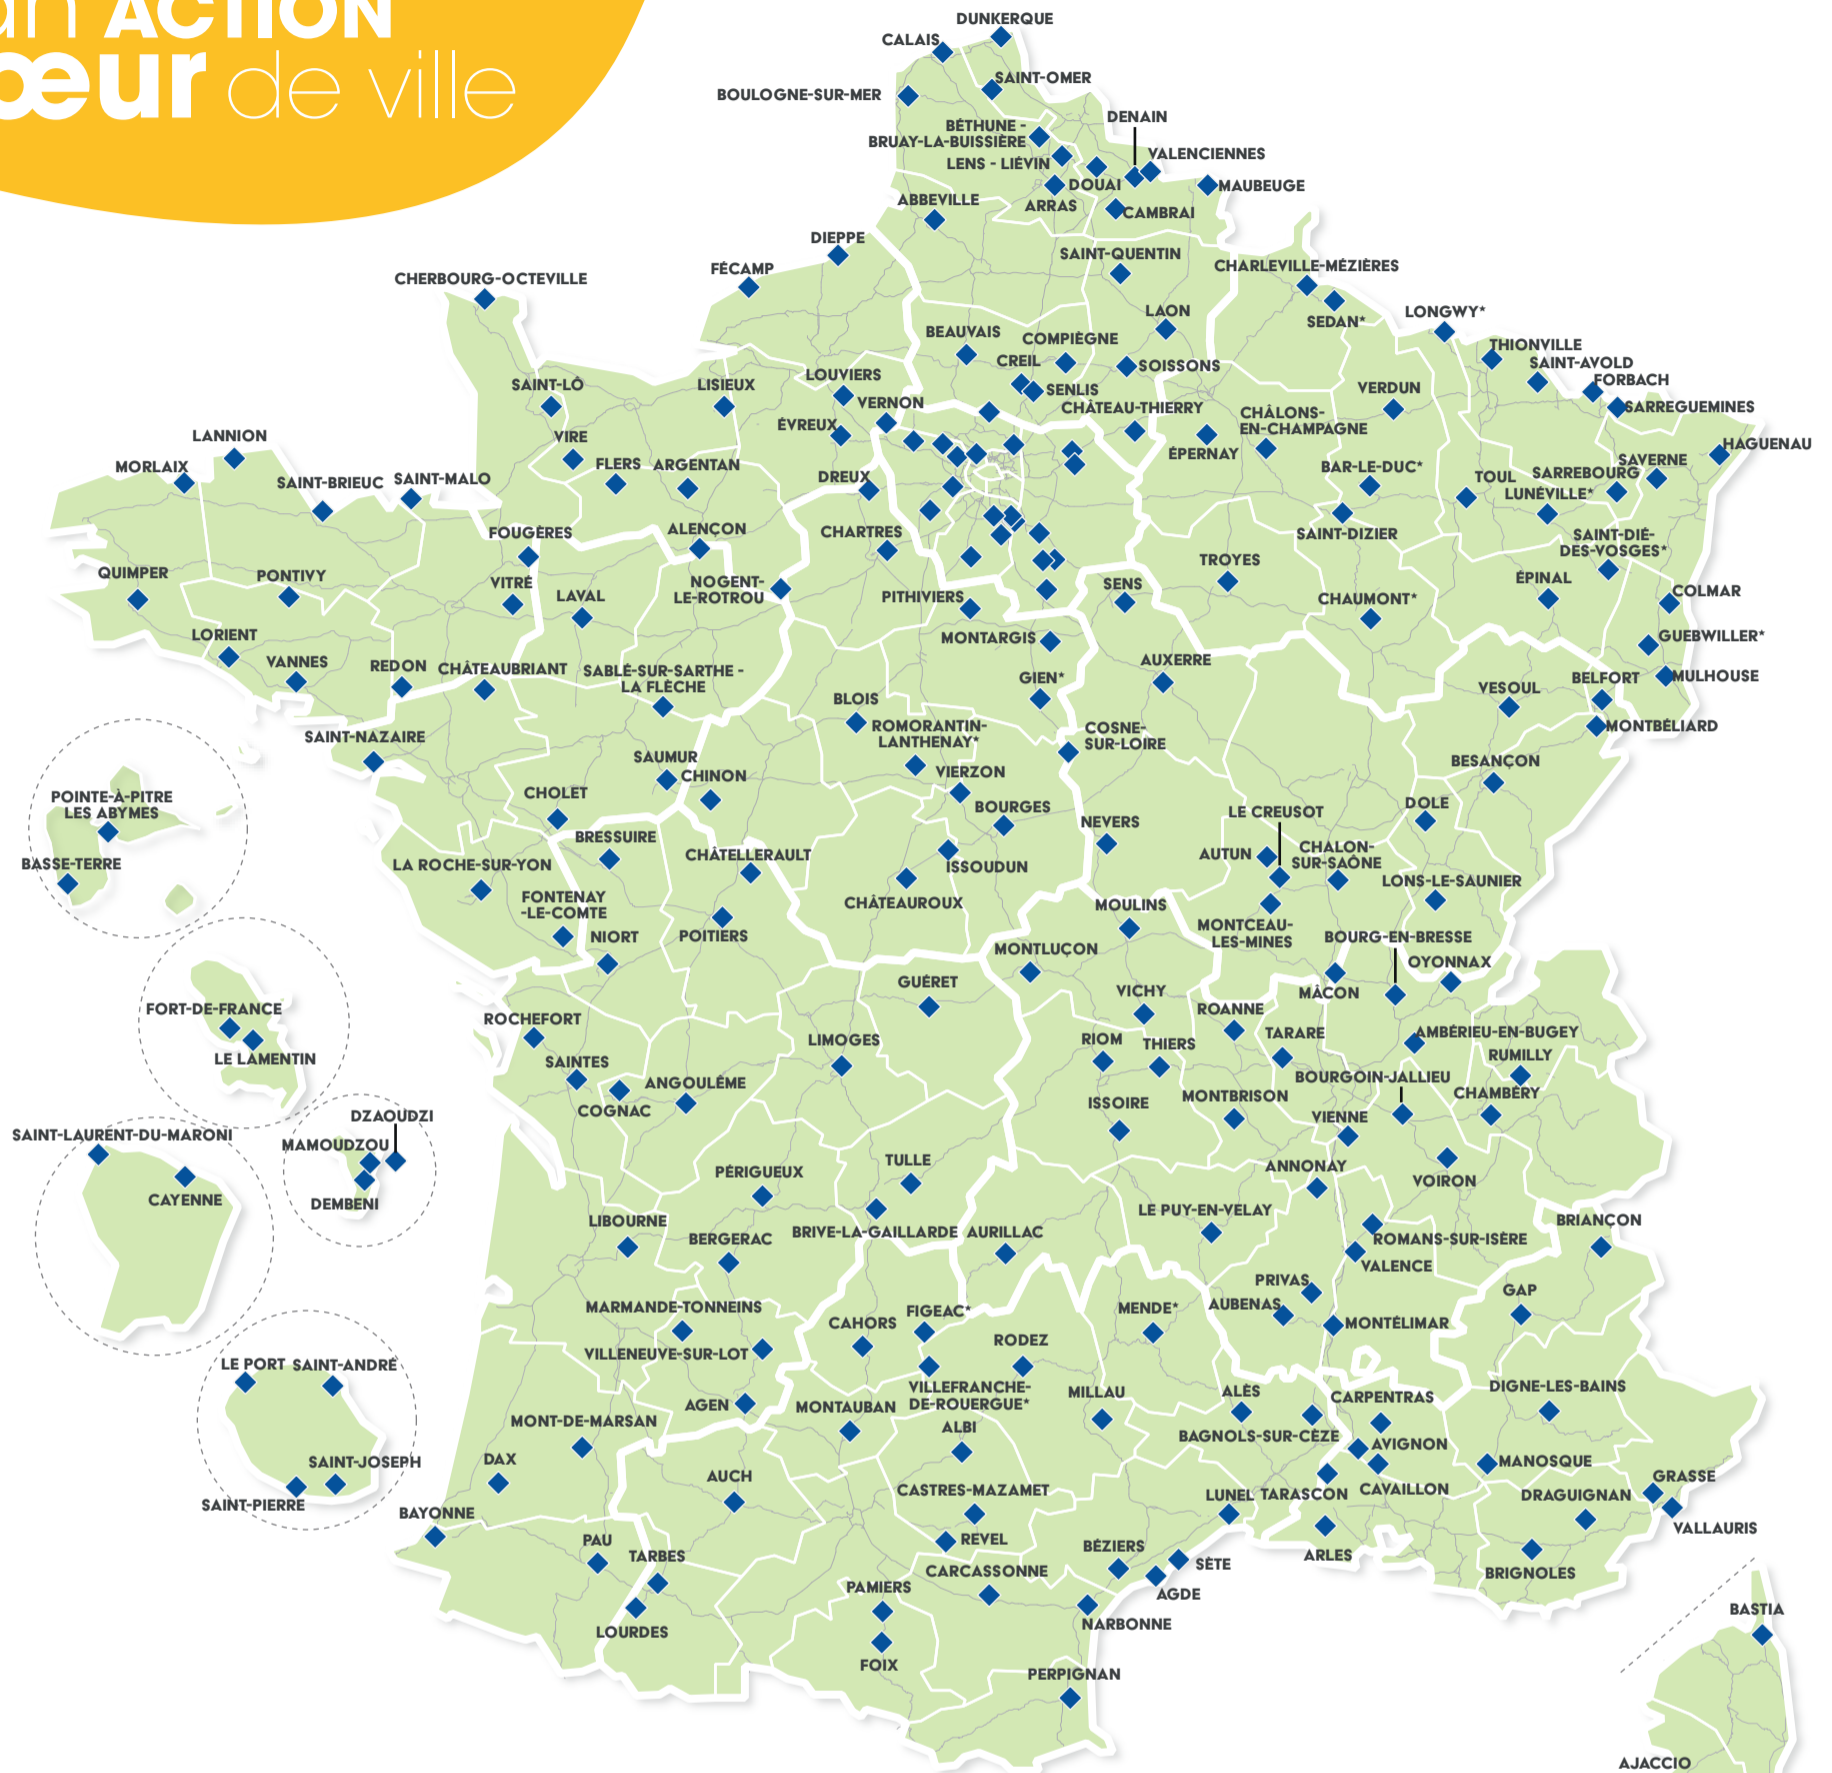 an ACTION
cœur de ville
DUNKERQUE
CALAIS
SAINT-OMER
BOULOGNE-SUR-MER
DENAIN
BÉTHUNE -
BRUAY-LA-BUISSIÈRE
VALENCIENNES
LENS - LIÉVIN
DOUAI
MAUBEUGE
ABBEVILLE
ARRAS
CAMBRAI
DIEPPE
SAINT-QUENTIN
FÉCAMP
CHARLEVILLE-MÉZIÈRES
CHERBOURG-OCTEVILLE
LAON
SEDAN*
LONGWY*
BEAUVAIS
COMPIÈGNE
THIONVILLE
CREIL
SOISSONS
SAINT-AVOLD
LOUVIERS
FORBACH
SAINT-LÔ
LISIEUX
SENLIS
VERDUN
VERNON
CHÂTEAU-THIERRY
SARREGUEMINES
CHÂLONS-
EN-CHAMPAGNE
ÉVREUX
LANNION
VIRE
HAGUENAU
ÉPERNAY
SAVERNE
MORLAIX
FLERS
ARGENTAN
BAR-LE-DUC*
SARREBOURG
SAINT-BRIEUC
SAINT-MALO
DREUX
TOUL
LUNÉVILLE*
FOUGÈRES
ALENÇON
CHARTRES
SAINT-DIZIER
SAINT-DIÉ-
DES-VOSGES*
TROYES
QUIMPER
PONTIVY
VITRÉ
LAVAL
NOGENT-
LE-ROTROU
PITHIVIERS
SENS
CHAUMONT*
ÉPINAL
COLMAR
LORIENT
MONTARGIS
GUEBWILLER*
VANNES
REDON
CHÂTEAUBRIANT
SABLÉ-SUR-SARTHE -
LA FLÈCHE
AUXERRE
GIEN*
BELFORT
MULHOUSE
VESOUL
BLOIS
ROMORANTIN-
LANTHENAY*
COSNE-
SUR-LOIRE
MONTBÉLIARD
SAINT-NAZAIRE
SAUMUR
CHINON
VIERZON
BESANÇON
CHOLET
BOURGES
LE CREUSOT
DOLE
POINTE-À-PITRE
LES ABYMES
NEVERS
BRESSUIRE
CHÂTELLERAULT
ISSOUDUN
AUTUN
CHALON-
SUR-SAÔNE
BASSE-TERRE
LA ROCHE-SUR-YON
LONS-LE-SAUNIER
FONTENAY
-LE-COMTE
CHÂTEAUROUX
MOULINS
MONTCEAU-
LES-MINES
NIORT
POITIERS
BOURG-EN-BRESSE
MONTLUÇON
OYONNAX
GUÉRET
VICHY
MÂCON
FORT-DE-FRANCE
ROCHEFORT
ROANNE
LE LAMENTIN
SAINTES
LIMOGES
RIOM
THIERS
TARARE
AMBÉRIEU-EN-BUGEY
RUMILLY
ANGOULÊME
BOURGOIN-JALLIEU
COGNAC
ISSOIRE
MONTBRISON
CHAMBÉRY
VIENNE
DZAOUDZI
SAINT-LAURENT-DU-MARONI
MAMOUDZOU
CAYENNE
DEMBENI
PÉRIGUEUX
TULLE
ANNONAY
VOIRON
LIBOURNE
BERGERAC
BRIVE-LA-GAILLARDE
AURILLAC
LE PUY-EN-VELAY
ROMANS-SUR-ISÈRE
BRIANÇON
VALENCE
MARMANDE-TONNEINS
FIGEAC*
MENDE*
PRIVAS
GAP
CAHORS
AUBENAS
VILLENEUVE-SUR-LOT
RODEZ
MONTÉLIMAR
LE PORT
SAINT-ANDRÉ
AGEN
VILLEFRANCHE-
DE-ROUERGUE*
MILLAU
ALÈS
CARPENTRAS
DIGNE-LES-BAINS
MONT-DE-MARSAN
MONTAUBAN
ALBI
BAGNOLS-SUR-CÈZE
AVIGNON
SAINT-JOSEPH
DAX
AUCH
CASTRES-MAZAMET
MANOSQUE
GRASSE
SAINT-PIERRE
LUNEL
TARASCON
CAVAILLON
DRAGUIGNAN
BAYONNE
VALLAURIS
PAU
TARBES
REVEL
BÉZIERS
SÈTE
ARLES
BRIGNOLES
CARCASSONNE
PAMIERS
AGDE
LOURDES
NARBONNE
BASTIA
FOIX
PERPIGNAN
AJACCIO